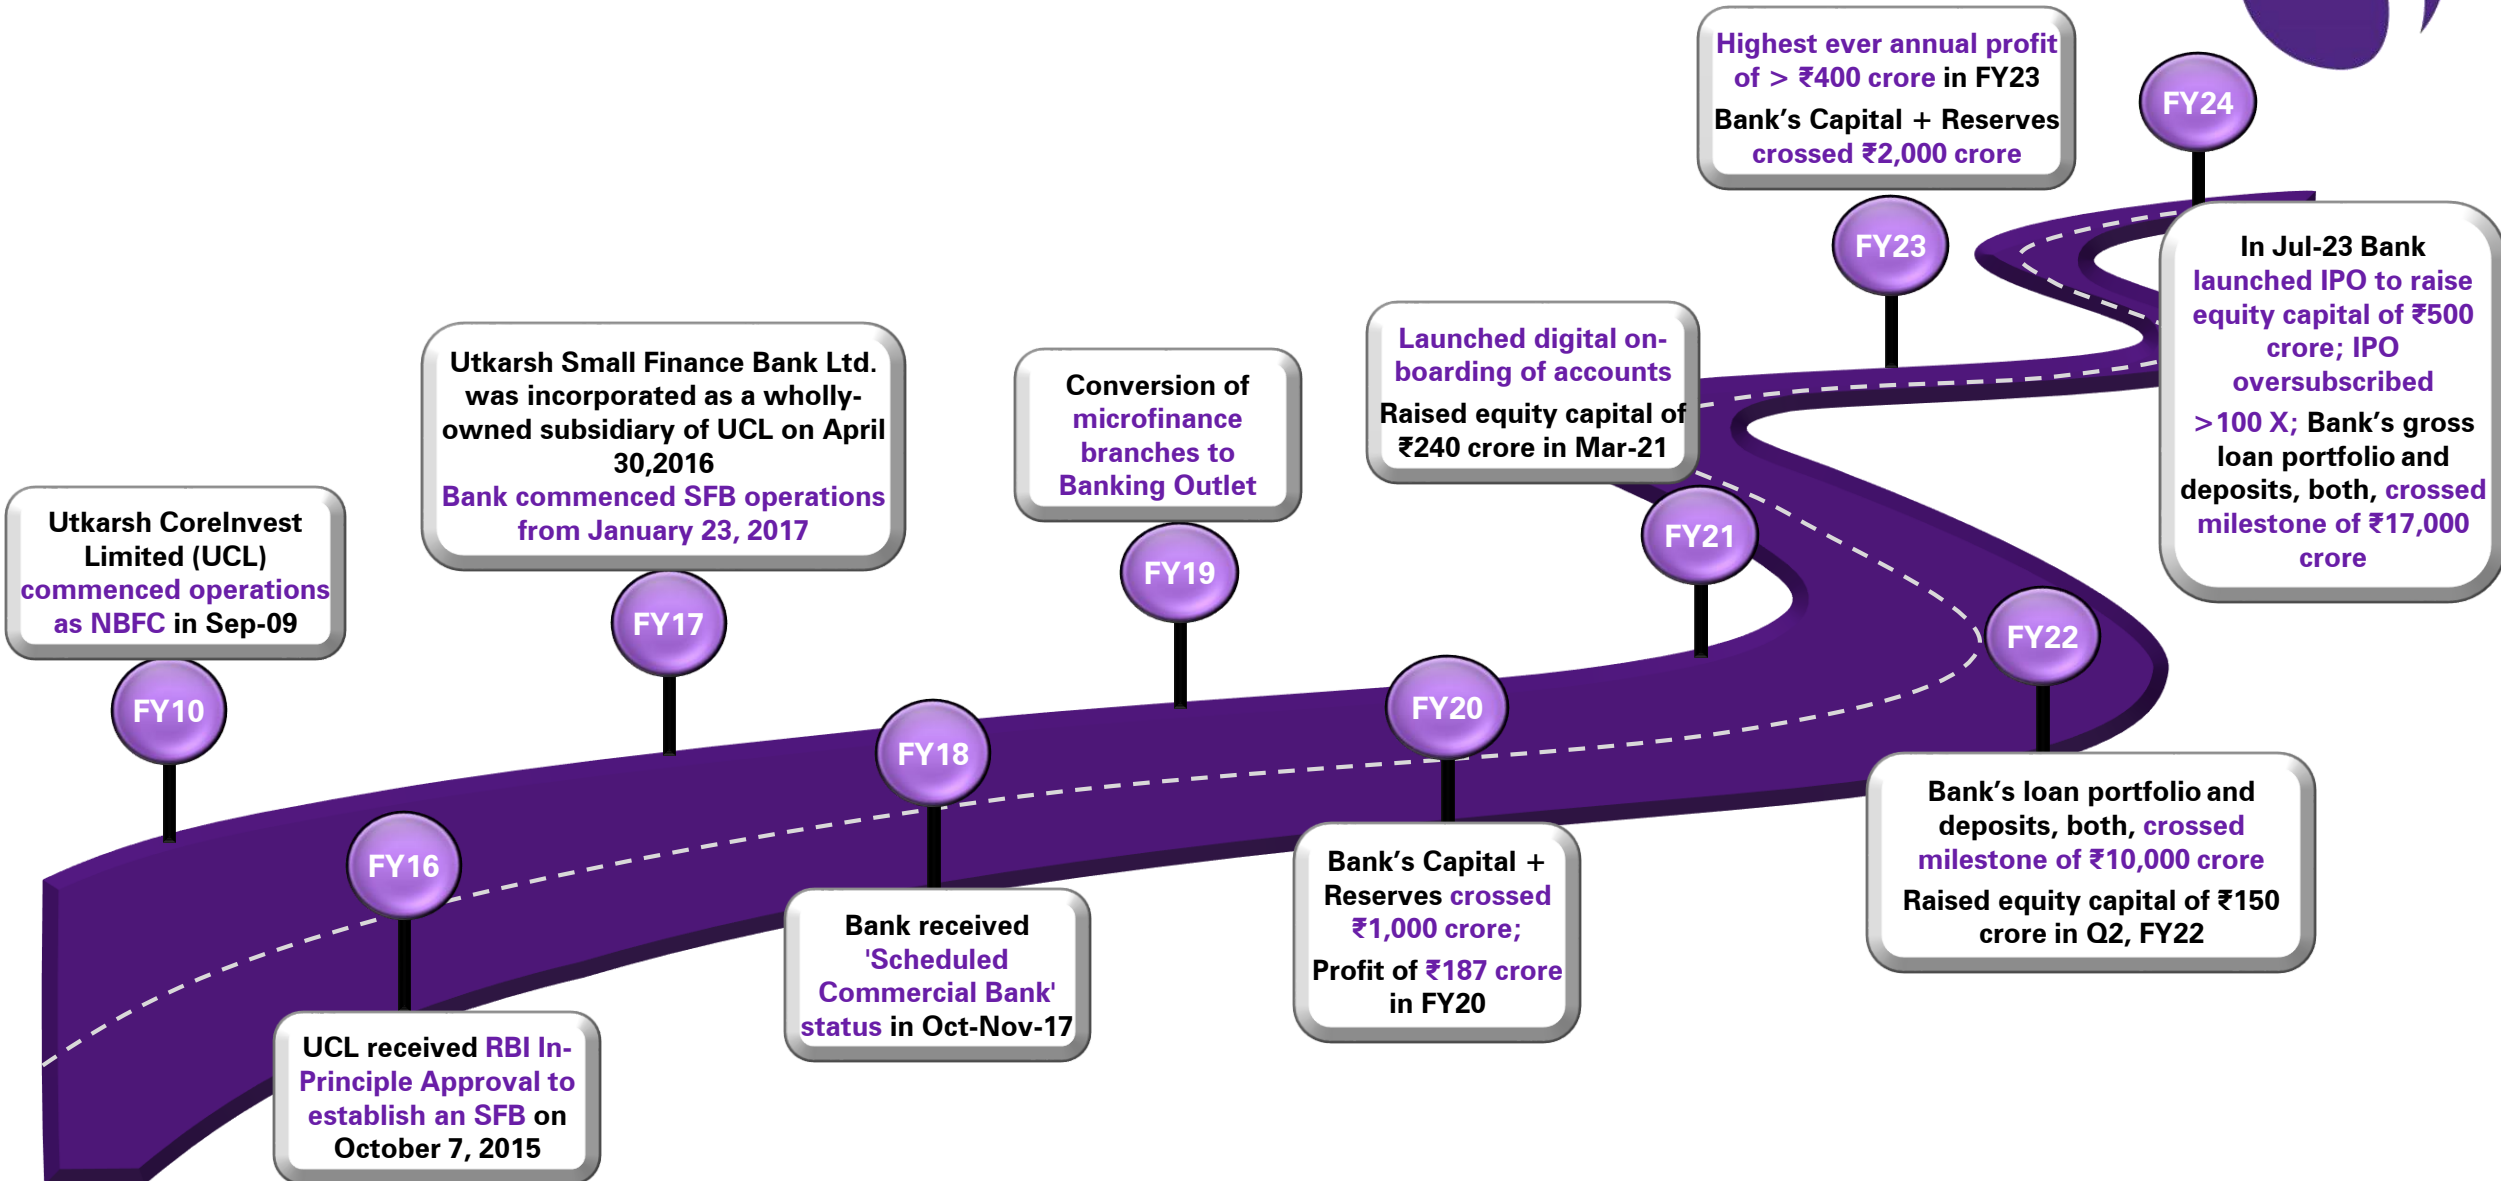 Utkarsh CoreInvest
Limited (UCL)
commenced operations
as NBFC in Sep-09
FY10
FY16
UCL received RBI In-
Principle Approval to
establish an SFB on
October 7, 2015
Utkarsh Small Finance Bank Ltd.
was incorporated as a wholly-
owned subsidiary of UCL on April
30,2016
Bank commenced SFB operations
from January 23, 2017
FY17
FY18
Bank received
'Scheduled
Commercial Bank'
status in Oct-Nov-17
Conversion of
microfinance
branches to
Banking Outlet
FY19
FY20
Bank’s Capital +
Reserves crossed
₹1,000 crore;
Profit of ₹187 crore
in FY20
Launched digital on-
boarding of accounts
Raised equity capital of
₹240 crore in Mar-21
FY21
FY22
Bank’s loan portfolio and
deposits, both, crossed
milestone of ₹10,000 crore
Raised equity capital of ₹150
crore in Q2, FY22
Highest ever annual profit
of > ₹400 crore in FY23
Bank’s Capital + Reserves
crossed ₹2,000 crore
FY23
FY24
In Jul-23 Bank
launched IPO to raise
equity capital of ₹500
crore; IPO
oversubscribed
>100 X; Bank’s gross
loan portfolio and
deposits, both, crossed
milestone of ₹17,000
crore